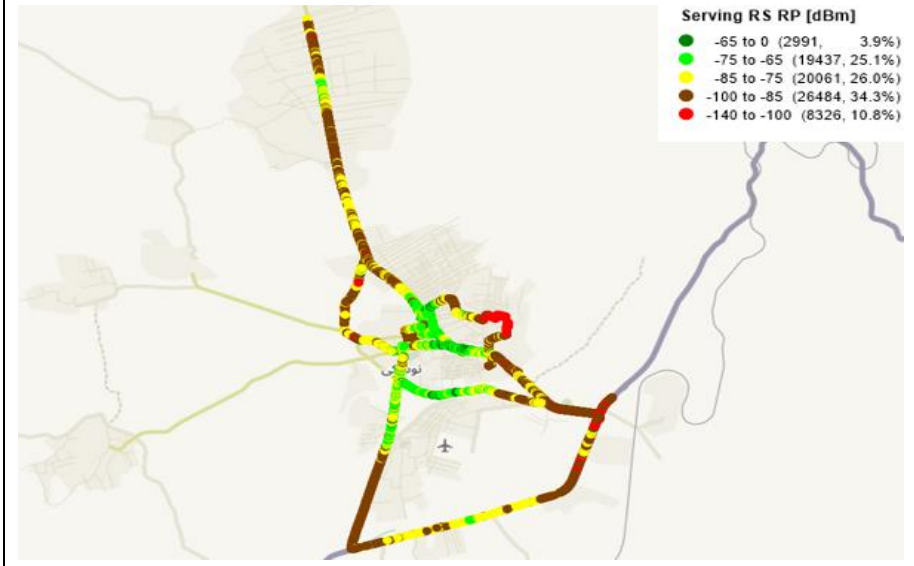 Serving RS RP [dBm]
-65 to 0 (2991, 3.9%)
-75 to -65 (19437, 25.1%)
-85 to -75 (20061, 26.0%)
-100 to -85 (26484, 34.3%)
-140 to -100 (8326, 10.8%)